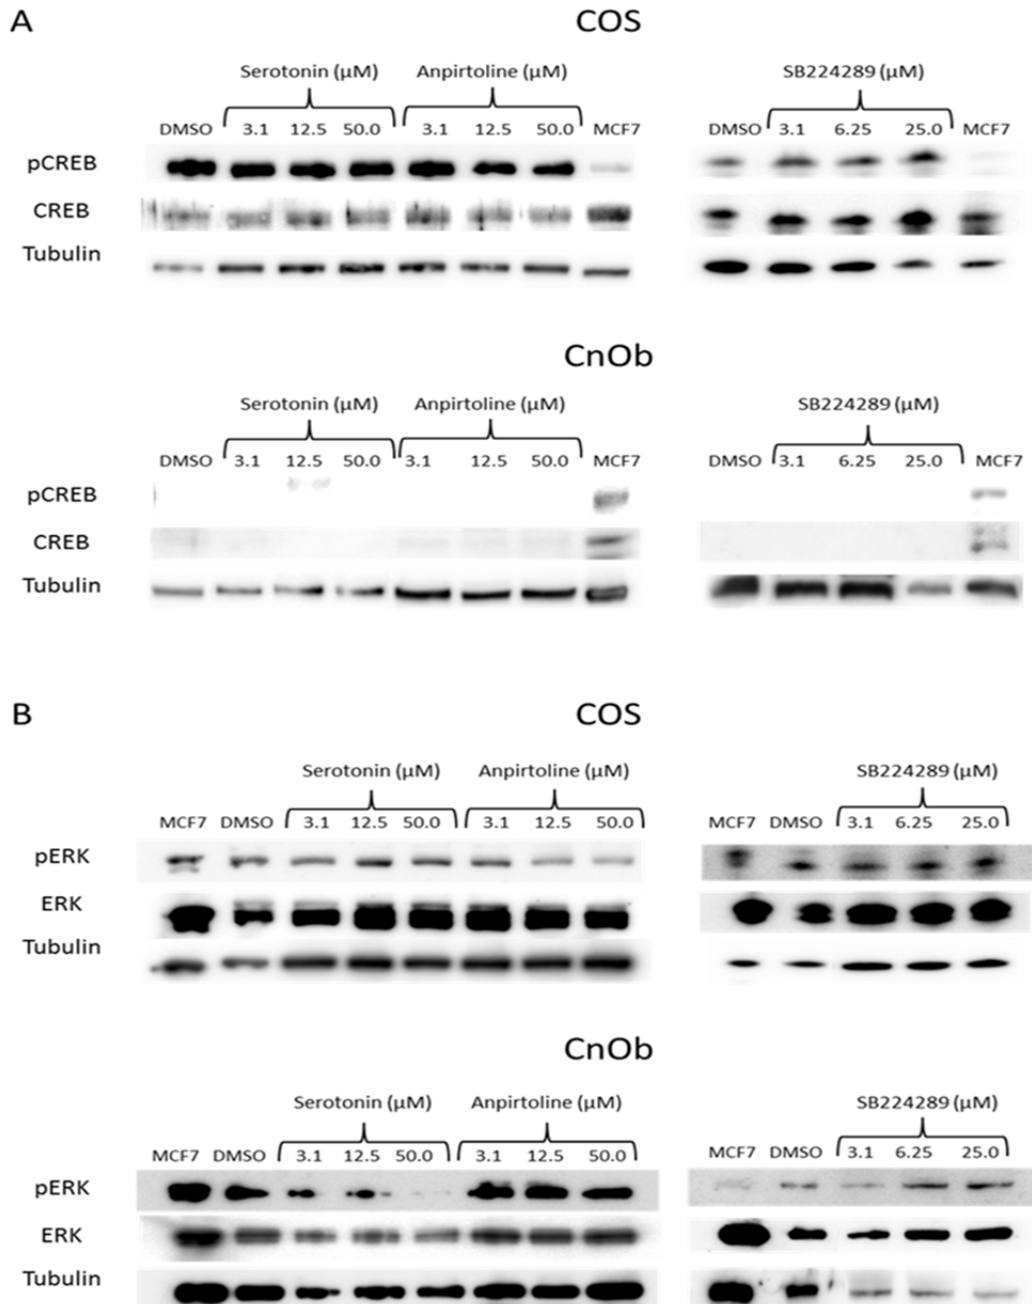 A
COS
Serotonin (μM) Anpirtoline (μM) SB224289 (μM)
DMSO 3.1 12.5 50.0 3.1 12.5 50.0 MCF7 DMSO 3.1 6.25 25.0 MCF7
pCREB
CREB
Tubulin
CnOb
Serotonin (μM) Anpirtoline (μM) SB224289 (μM)
DMSO 3.1 12.5 50.0 3.1 12.5 50.0 MCF7 DMSO 3.1 6.25 25.0 MCF7
pCREB
CREB
Tubulin
B
COS
Serotonin (μM) Anpirtoline (μM) SB224289 (μM)
MCF7 DMSO 3.1 12.5 50.0 3.1 12.5 50.0 MCF7 DMSO 3.1 6.25 25.0
pERK
ERK
Tubulin
CnOb
Serotonin (μM) Anpirtoline (μM) SB224289 (μM)
MCF7 DMSO 3.1 12.5 50.0 3.1 12.5 50.0 MCF7 DMSO 3.1 6.25 25.0
pERK
ERK
Tubulin